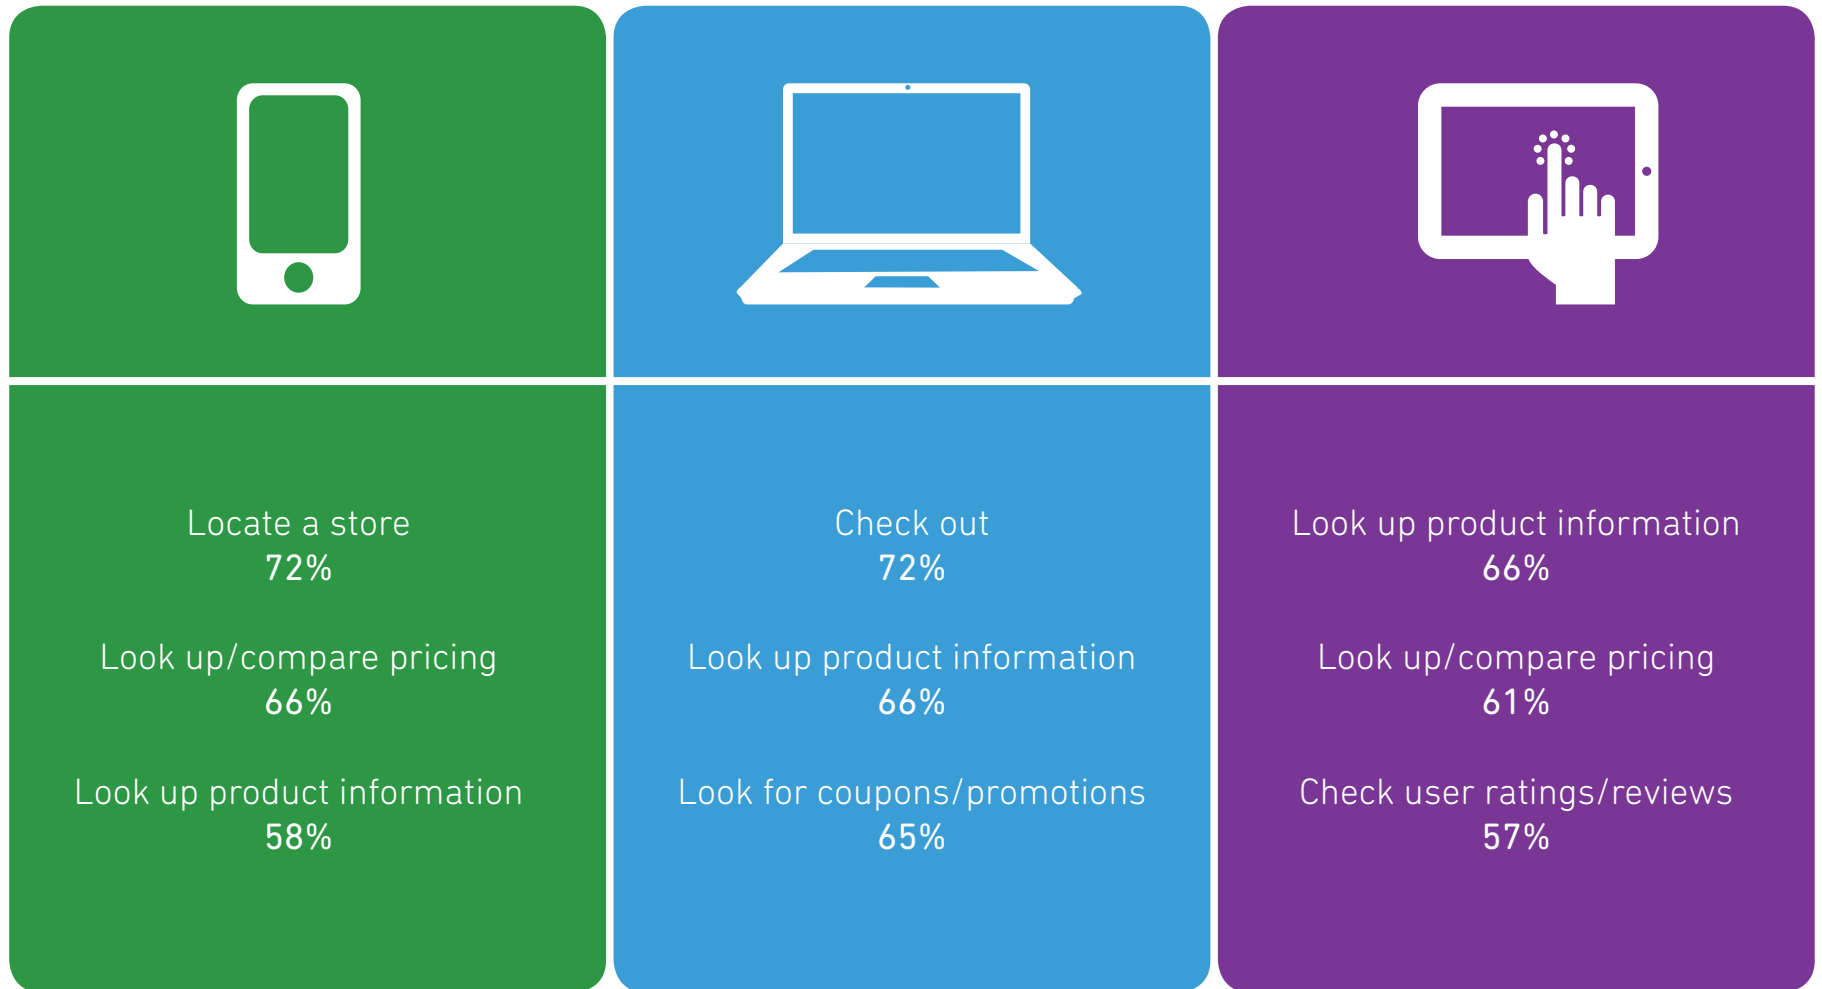 Locate a store
72%
Look up/compare pricing
66%
Look up product information
58%
Check out
72%
Look up product information
66%
Look for coupons/promotions
65%
Look up product information
66%
Look up/compare pricing
61%
Check user ratings/reviews
57%